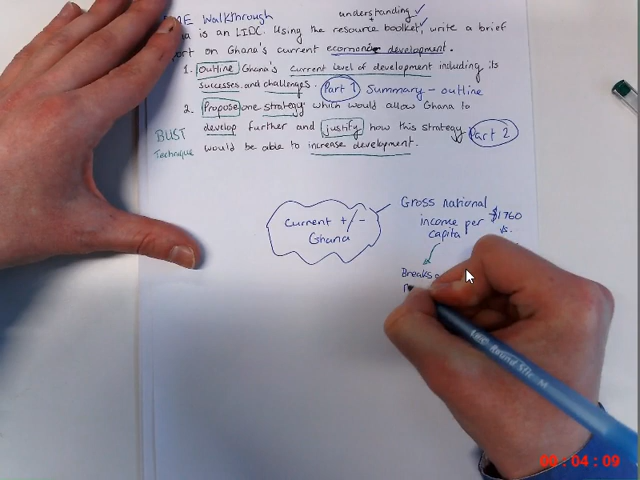 ME Walkthrough understanding ✓
a is an LIDC. Using the resource booklet, write a brief
ort on Ghana's current economic development.
1. Outline Ghana's current level of development including its
successes and challenges. Part 1 Summary - outline
2. Propose one strategy which would allow Ghana to
develop further and justify how this strategy Part 2
would be able to increase development.
BUST
Technique
Current +/-
Ghana
Gross national
income per
capita
$1760
vs.
Breaks
00:04:09